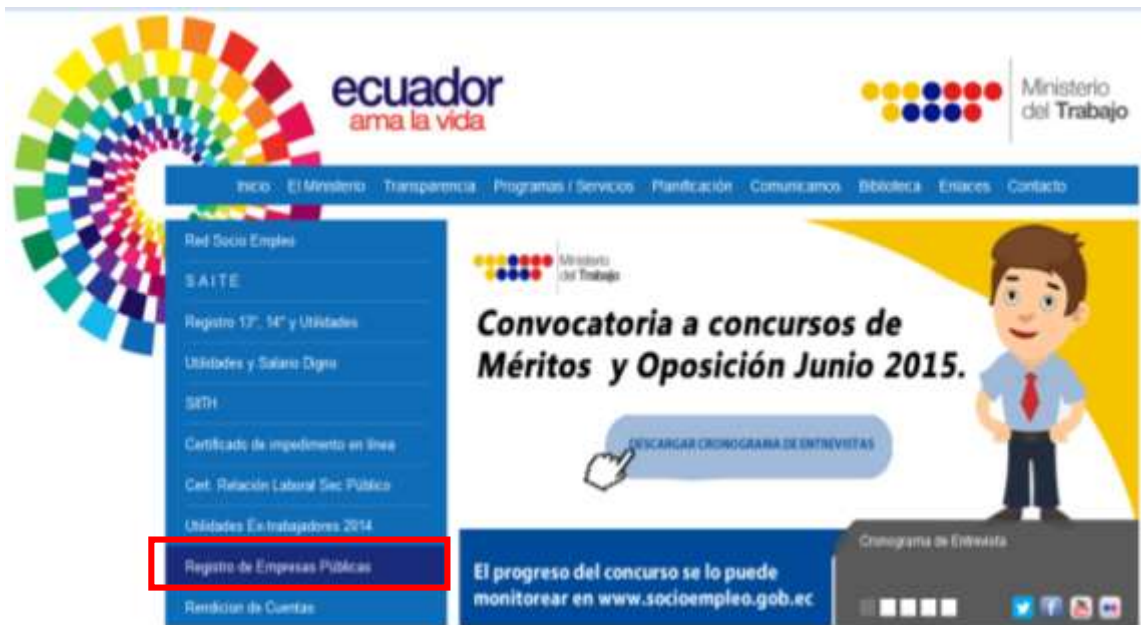 ecuador
ama la vida
Ministerio
del Trabajo
Inicio El Ministerio Transparencia Programas / Servicios Planificación Comunicamos Biblioteca Enlaces Contacto
Red Socio Empleo
S A I T E
Registro 13°, 14° y Utilidades
Utilidades y Salario Digno
SIITH
Certificado de impedimento en línea
Cert. Relación Laboral Sec Público
Utilidades Ex-trabajadores 2014
Registro de Empresas Públicas
Rendicion de Cuentas
Ministerio
del Trabajo
Convocatoria a concursos de
Méritos y Oposición Junio 2015.
DESCARGAR CRONOGRAMA DE ENTREVISTAS
El progreso del concurso se lo puede
monitorear en www.socioempleo.gob.ec
Cronograma de Entrevista